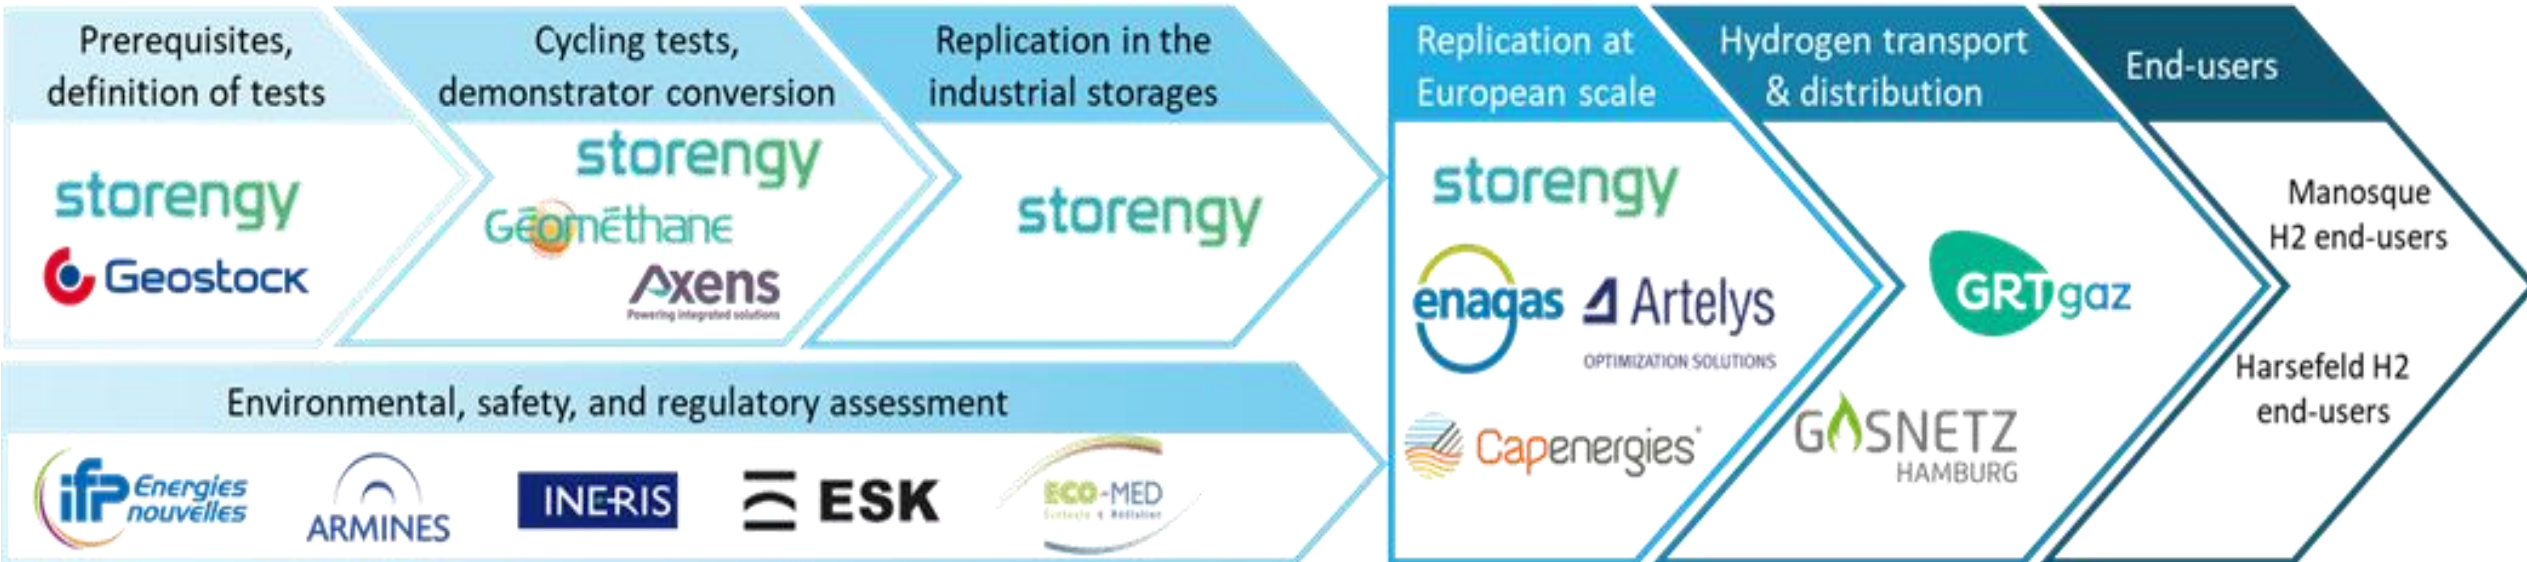 Prerequisites,
definition of tests
storengy
Geostock
Cycling tests,
demonstrator conversion
storengy
Géométhane
Axens
Powering integrated solutions
Replication in the
industrial storages
storengy
Environmental, safety, and regulatory assessment
ifp Energies
nouvelles
ARMINES
INERIS
ESK
ECO-MED
Replication at
European scale
storengy
enagas
Artelys
OPTIMIZATION SOLUTIONS
Capenergies
Hydrogen transport
& distribution
GRTgaz
GASNETZ
HAMBURG
End-users
Manosque
H2 end-users
Harsefeld H2
end-users